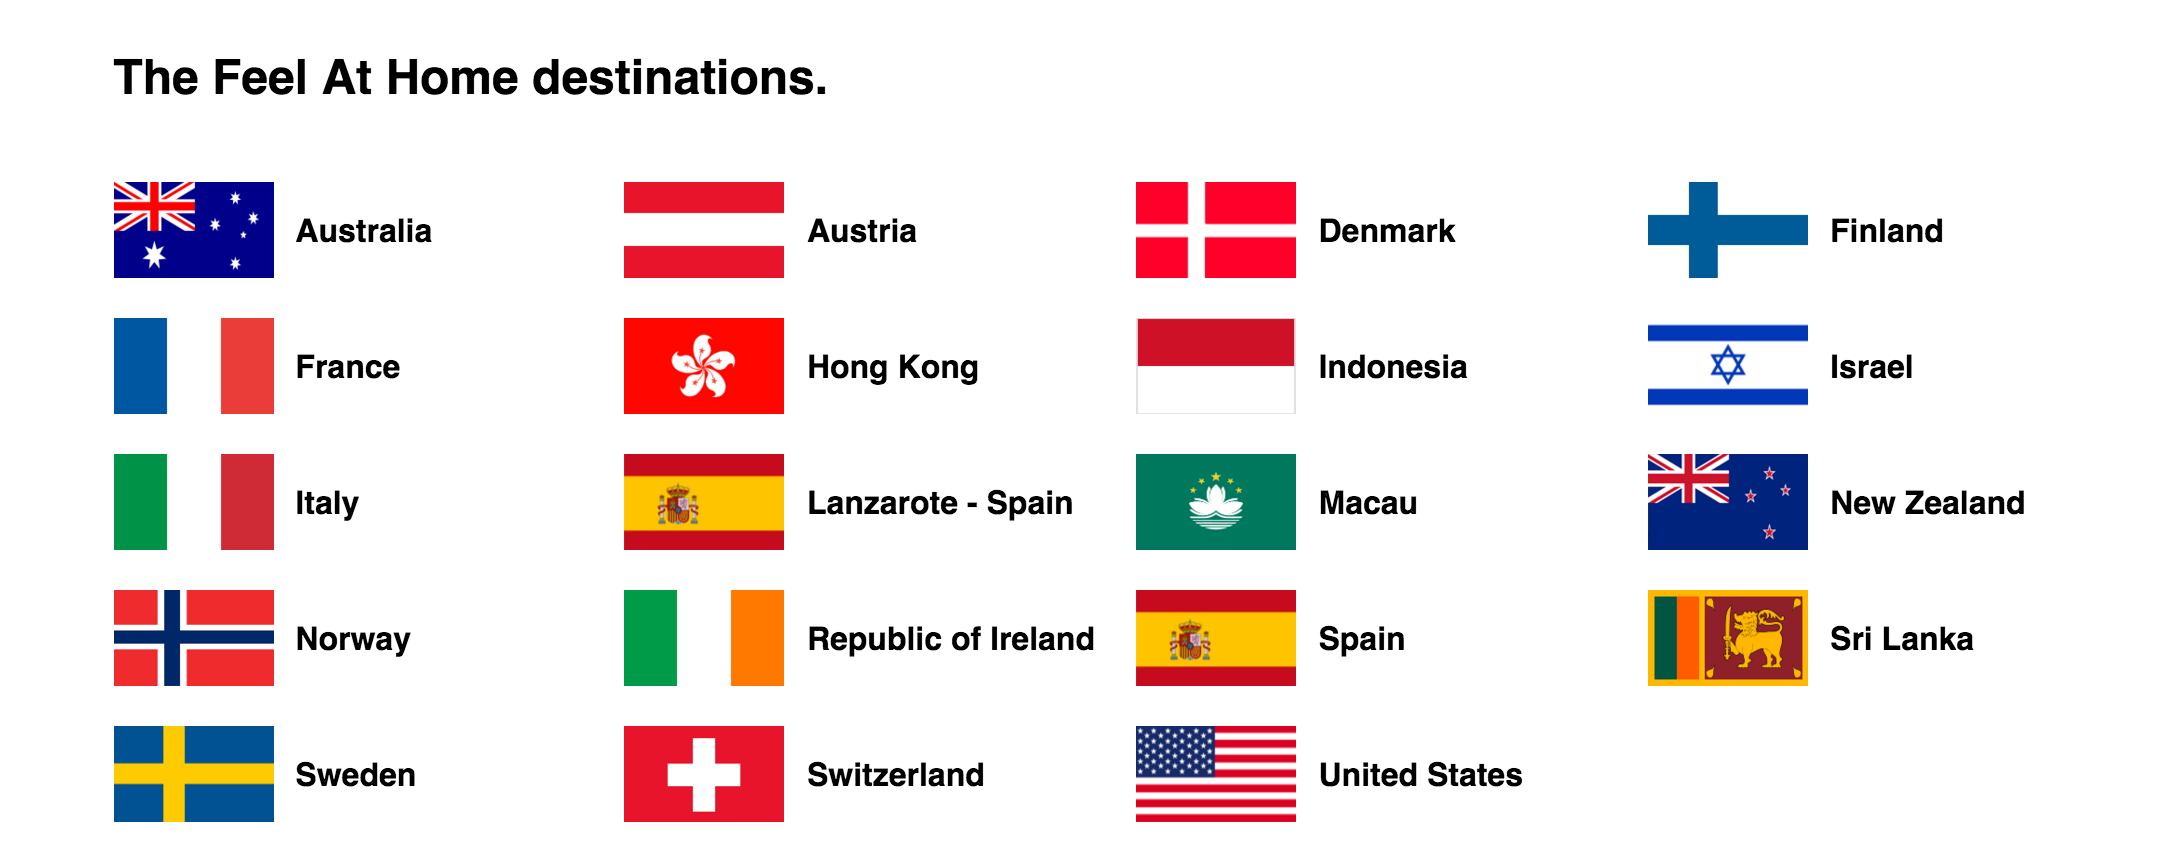 The Feel At Home destinations.
Australia
Austria
Denmark
Finland
France
Hong Kong
Indonesia
Israel
Italy
Lanzarote - Spain
Macau
New Zealand
Norway
Republic of Ireland
Spain
Sri Lanka
Sweden
Switzerland
United States